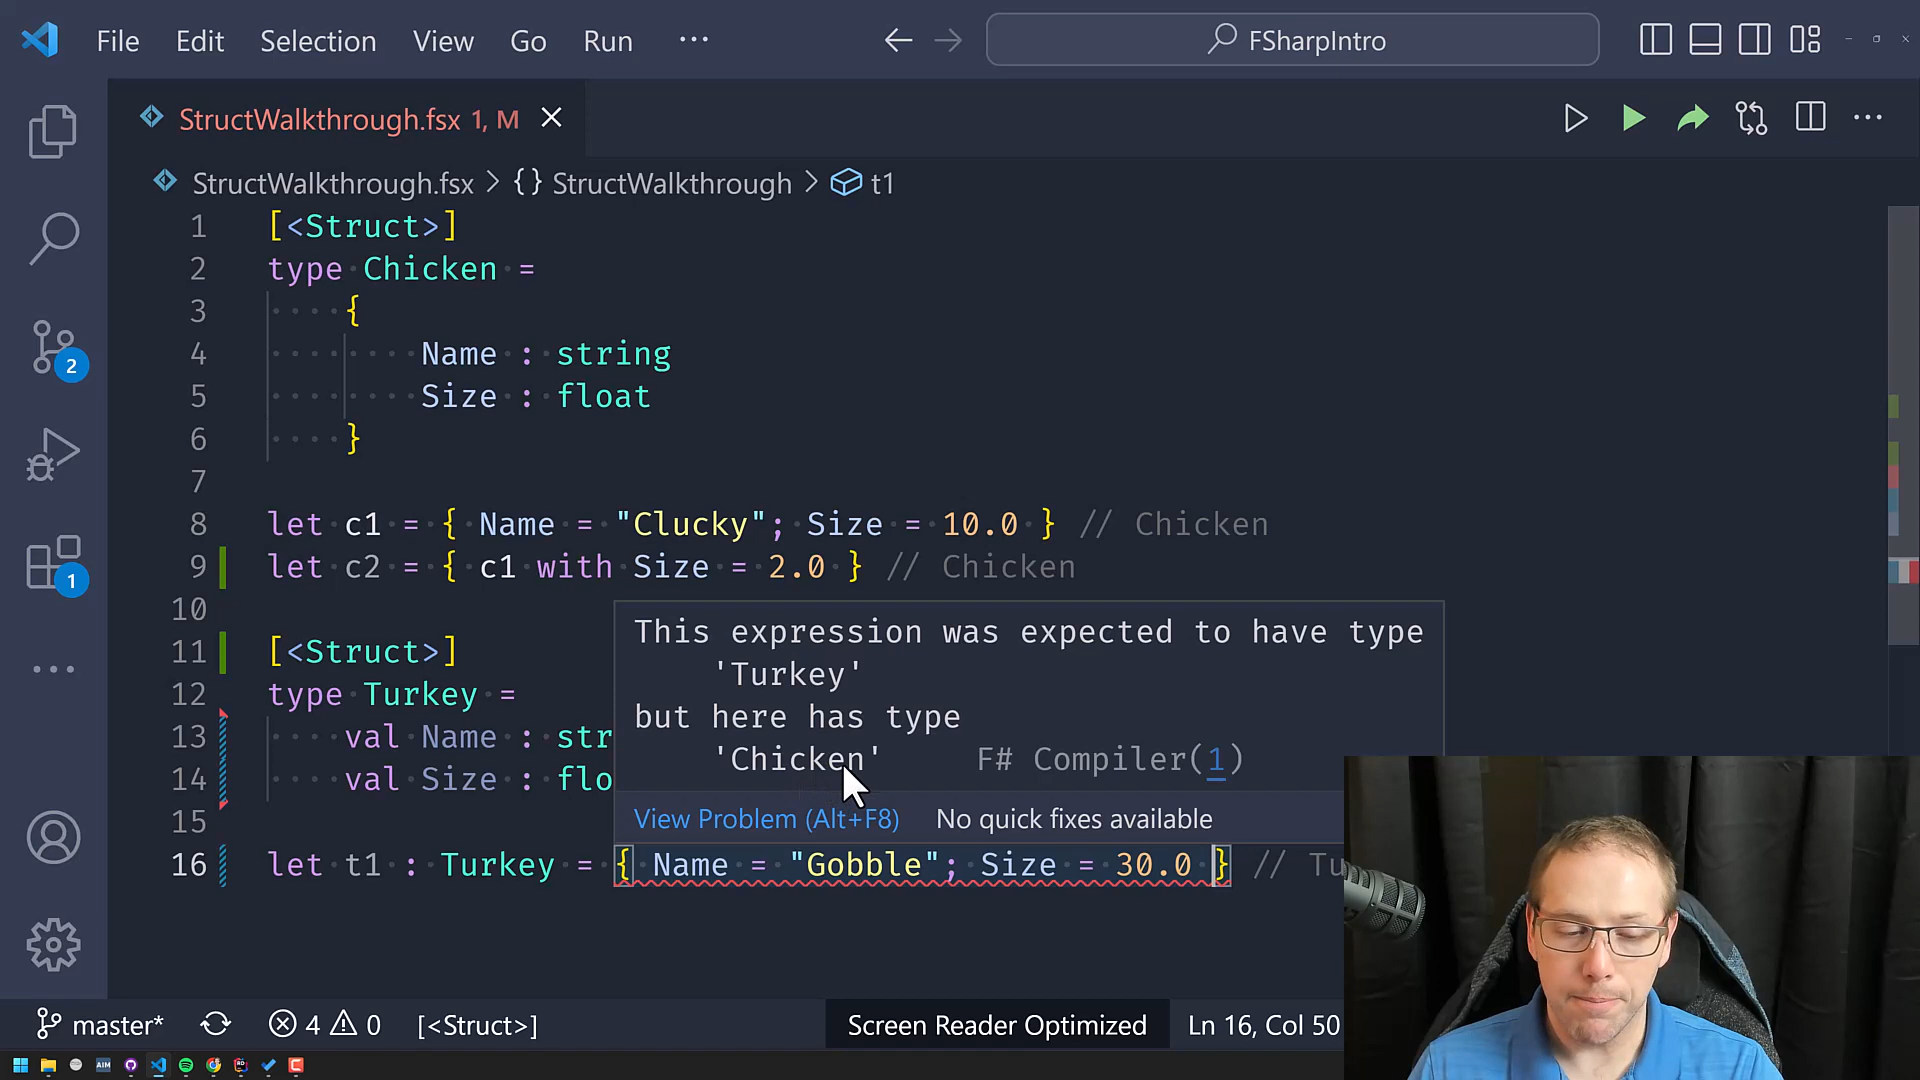 File Edit Selection View Go Run ··· FSharpIntro
StructWalkthrough.fsx 1, M
StructWalkthrough.fsx > {} StructWalkthrough > t1
1 [<Struct>]
2 type Chicken =
3 {
4 Name : string
5 Size : float
6 }
7
8 let c1 = { Name = "Clucky"; Size = 10.0 } // Chicken
9 let c2 = { c1 with Size = 2.0 } // Chicken
10
11 [<Struct>]
12 type Turkey =
13 val Name : str
14 val Size : flo
15
16 let t1 : Turkey = { Name = "Gobble"; Size = 30.0 } // Tu
This expression was expected to have type
'Turkey'
but here has type
'Chicken' F# Compiler(1)
View Problem (Alt+F8) No quick fixes available
2
1
master* 4 0 [<Struct>] Screen Reader Optimized Ln 16, Col 50
AIM